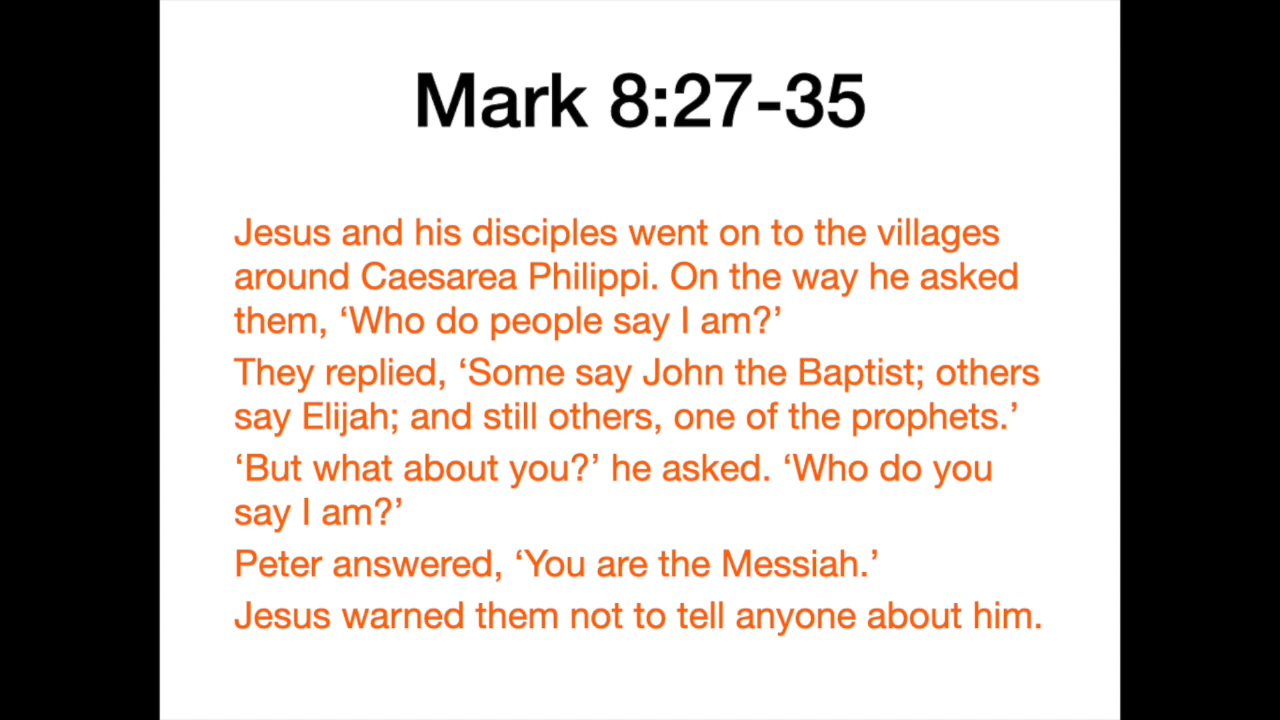 Mark 8:27-35
Jesus and his disciples went on to the villages
around Caesarea Philippi. On the way he asked
them, ‘Who do people say I am?’
They replied, ‘Some say John the Baptist; others
say Elijah; and still others, one of the prophets.’
‘But what about you?’ he asked. ‘Who do you
say I am?’
Peter answered, ‘You are the Messiah.’
Jesus warned them not to tell anyone about him.